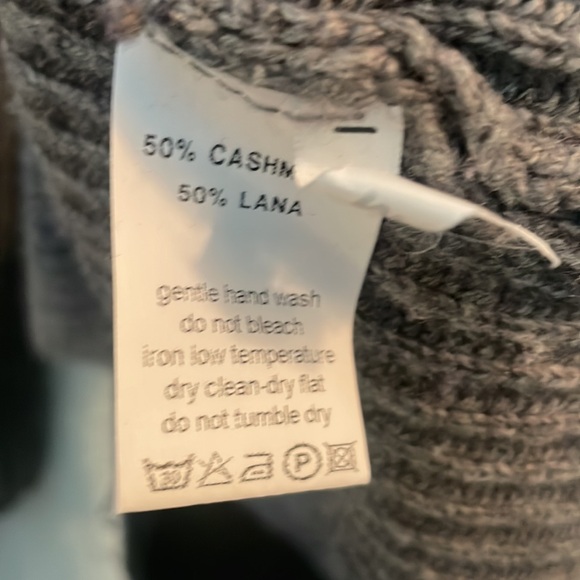 50% CASHM
50% LANA
gentle hand wash
do not bleach
iron low temperature
dry clean-dry flat
do not tumble dry
30 P